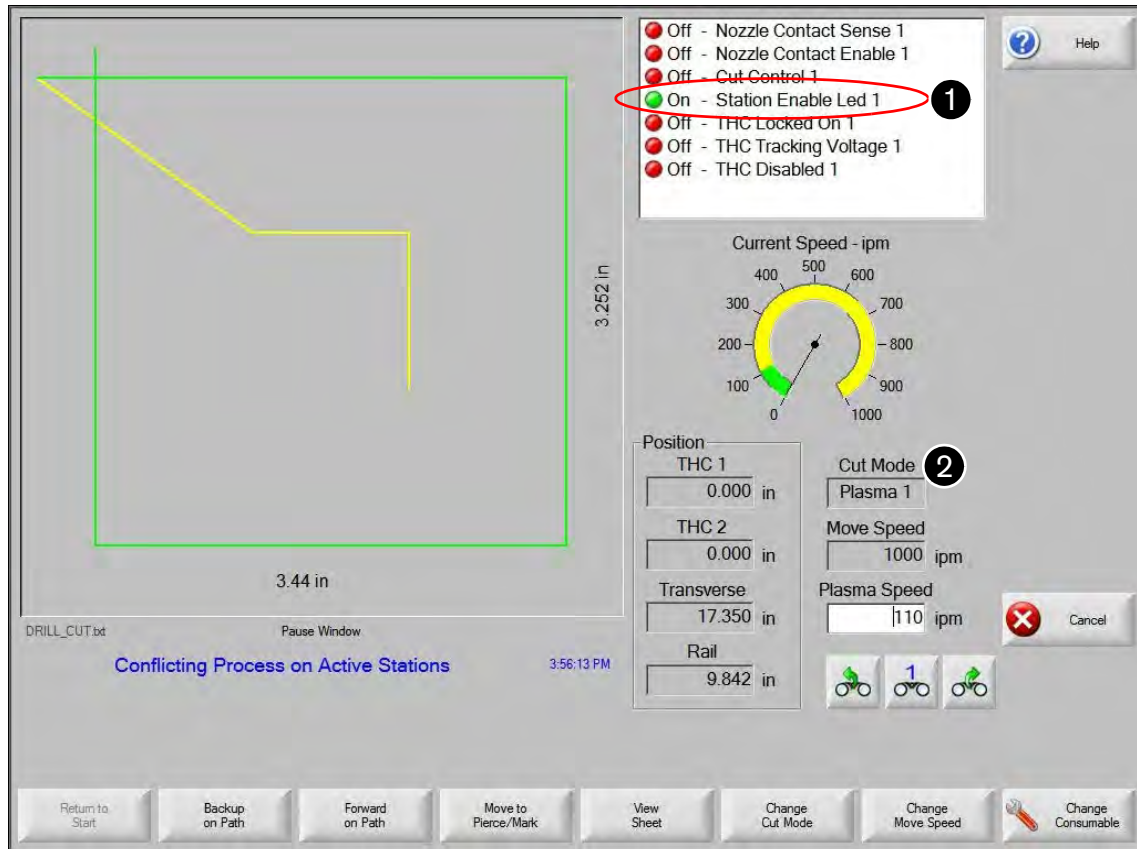 Off - Nozzle Contact Sense 1
Off - Nozzle Contact Enable 1
Off - Cut Control 1
On - Station Enable Led 1
1
Off - THC Locked On 1
Off - THC Tracking Voltage 1
Off - THC Disabled 1
Help
3.252 in
3.44 in
DRILL_CUT.txt
Pause Window
Conflicting Process on Active Stations
3:56:13 PM
Current Speed - ipm
0
100
200
300
400
500
600
700
800
900
1000
Position
THC 1
0.000 in
THC 2
0.000 in
Transverse
17.350 in
Rail
9.842 in
Cut Mode
2
Plasma 1
Move Speed
1000 ipm
Plasma Speed
110 ipm
1
Cancel
Return to
Start
Backup
on Path
Forward
on Path
Move to
Pierce/Mark
View
Sheet
Change
Cut Mode
Change
Move Speed
Change
Consumable